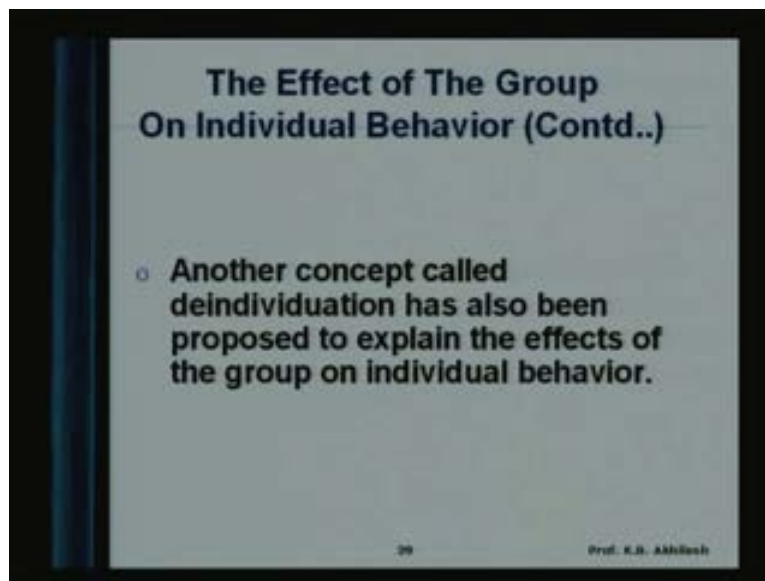 The Effect of The Group
On Individual Behavior (Contd..)
o Another concept called
deindividuation has also been
proposed to explain the effects of
the group on individual behavior.
39
Prof. K.B. Akhilesh